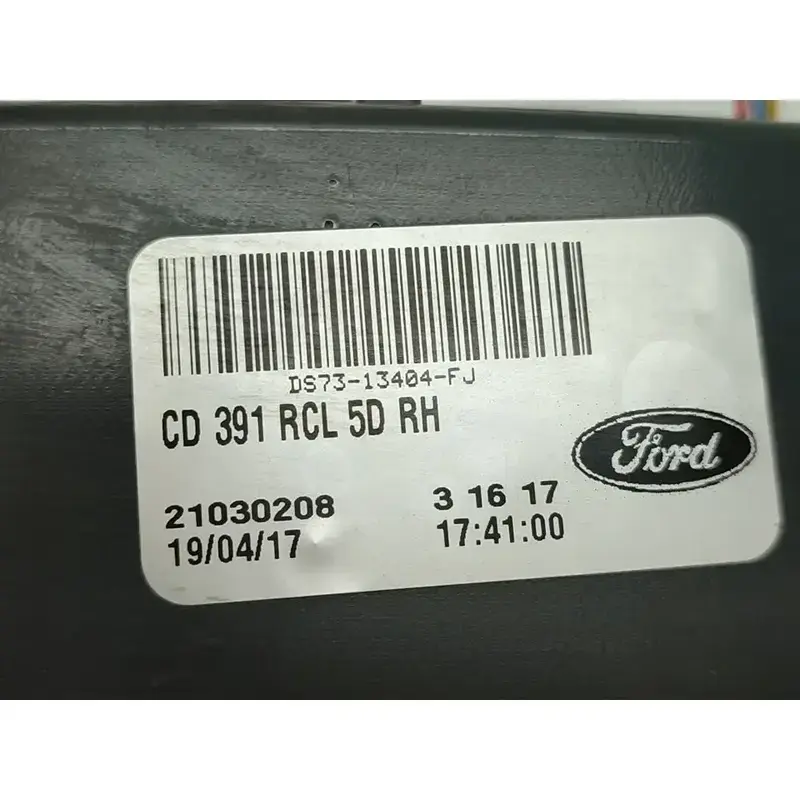 DS73-13404-FJ
CD 391 RCL 5D RH
Ford
21030208 3 16 17
19/04/17 17:41:00